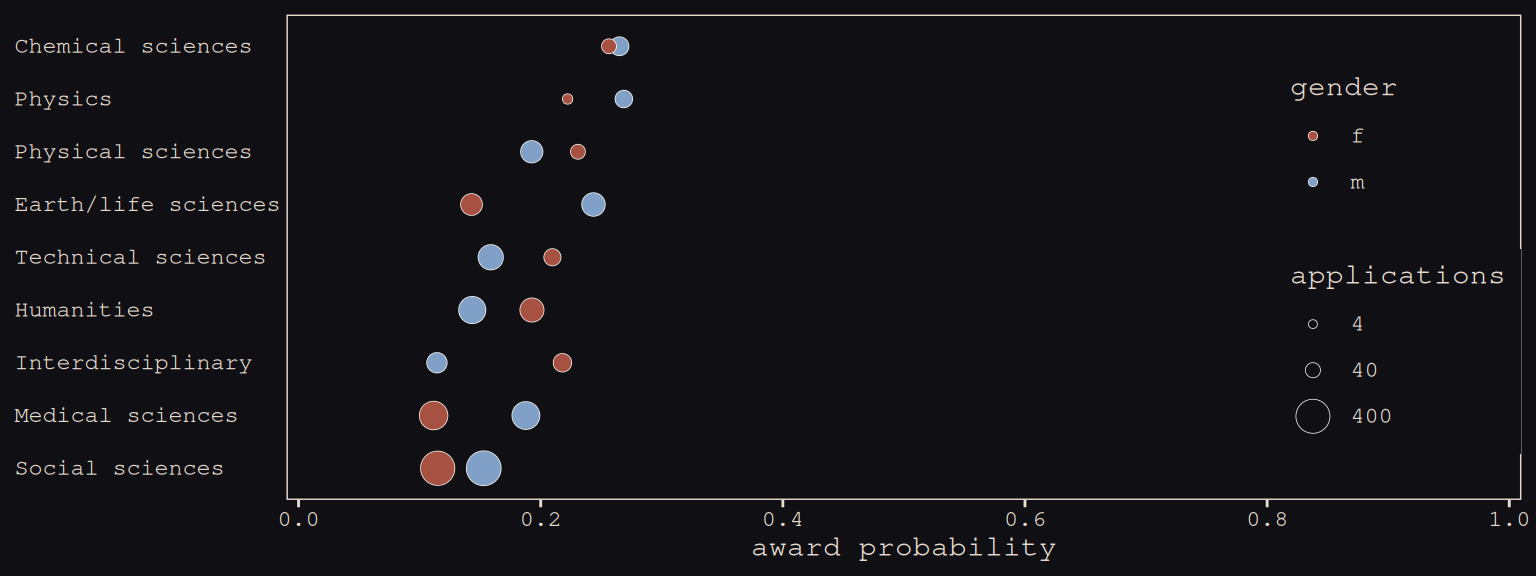 Chemical sciences
Physics
Physical sciences
Earth/life sciences
Technical sciences
Humanities
Interdisciplinary
Medical sciences
Social sciences
gender
f
m
applications
4
40
400
0.0 0.2 0.4 0.6 0.8 1.0
award probability